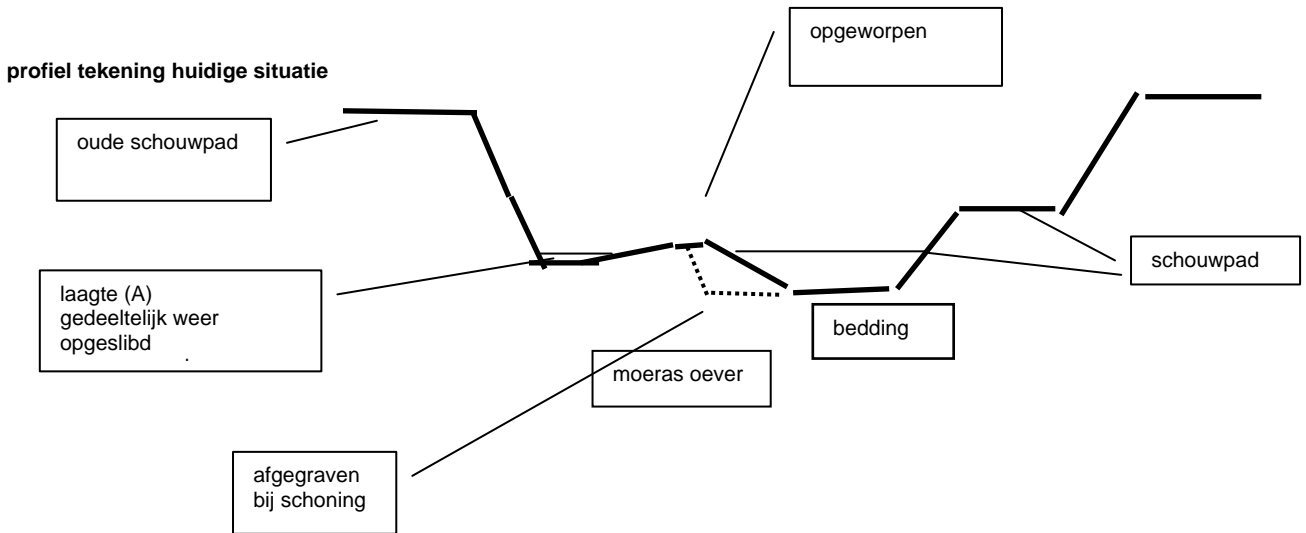 opgeworpen
profiel tekening huidige situatie
oude schouwpad
schouwpad
laagte (A)
gedeeltelijk weer
opgeslibd
.
bedding
moeras oever
afgegraven
bij schoning